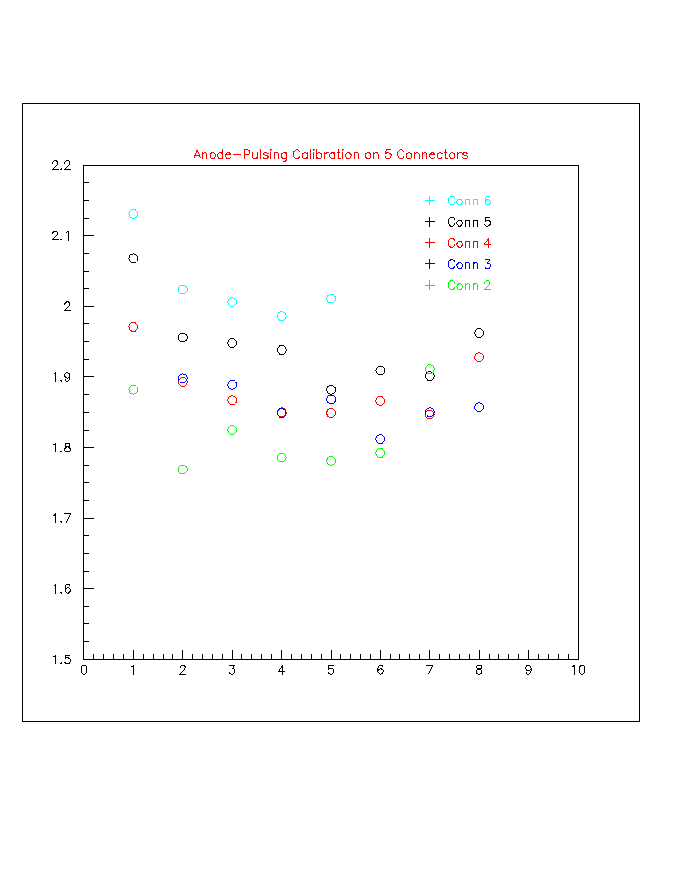 Anode-Pulsing Calibration on 5 Connectors
2.2
2.1
2
1.9
1.8
1.7
1.6
1.5
Conn 6
Conn 5
Conn 4
Conn 3
Conn 2
0 1 2 3 4 5 6 7 8 9 10